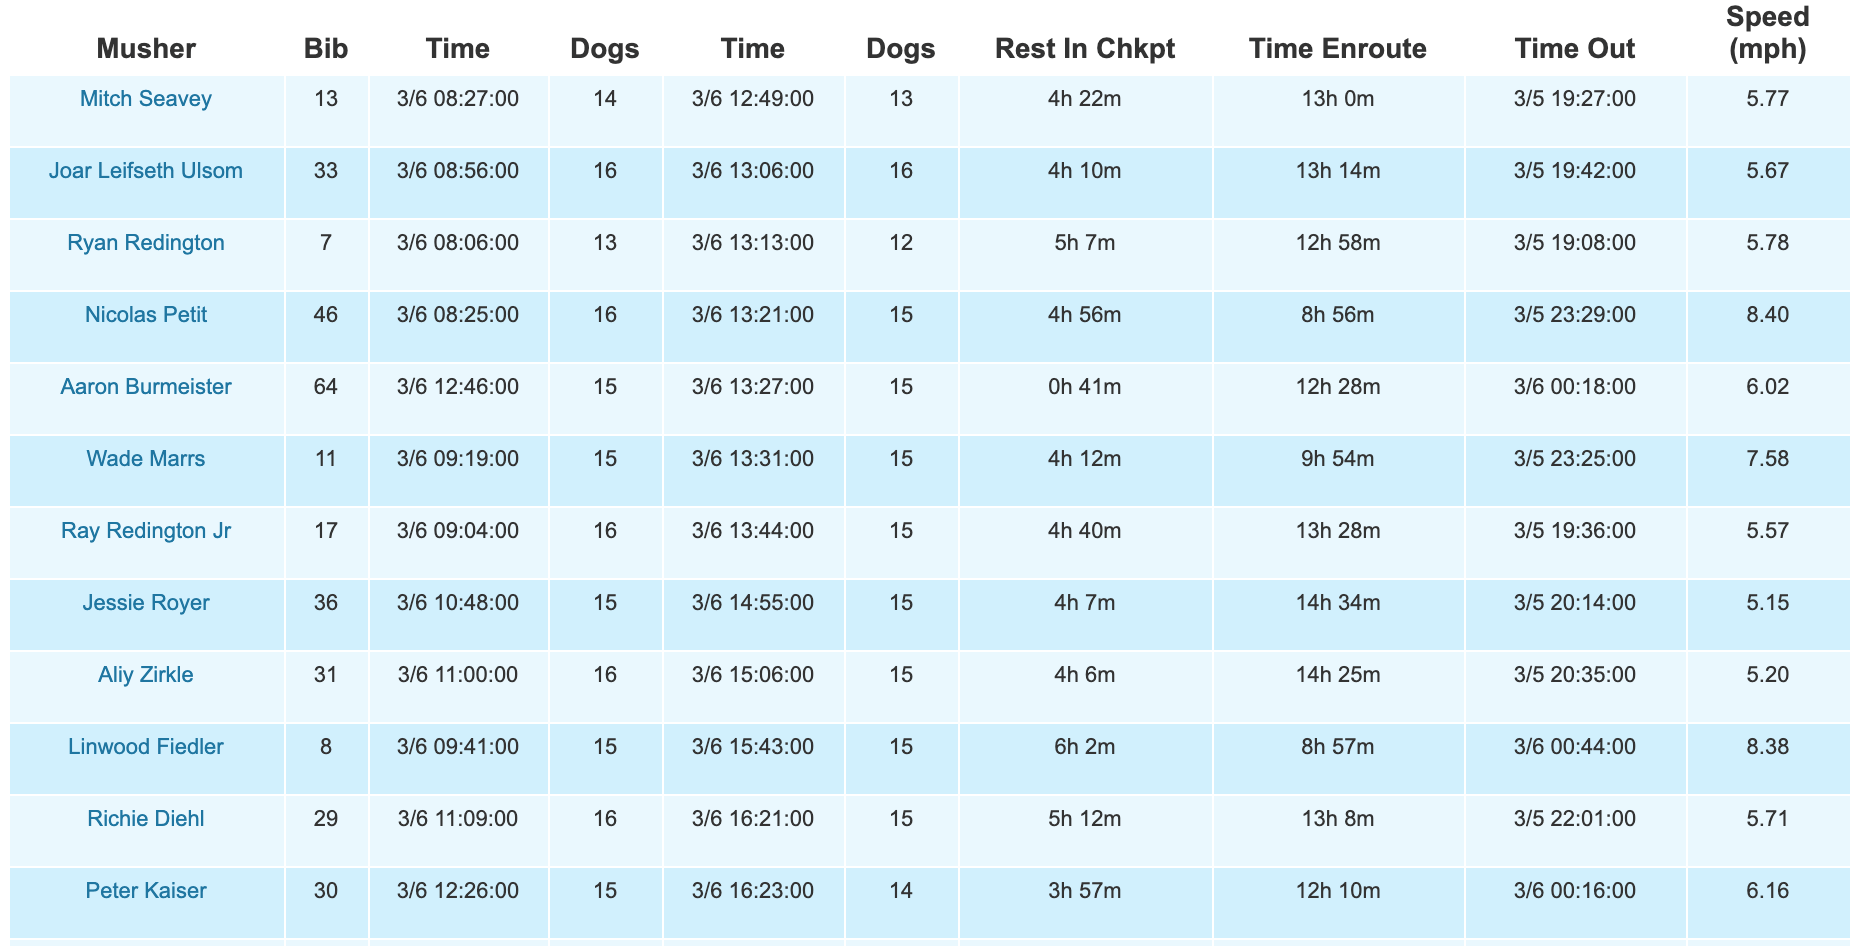 Musher Bib Time Dogs Time Dogs Rest In Chkpt Time Enroute Time Out Speed (mph)
Mitch Seavey 13 3/6 08:27:00 14 3/6 12:49:00 13 4h 22m 13h 0m 3/5 19:27:00 5.77
Joar Leifseth Ulsom 33 3/6 08:56:00 16 3/6 13:06:00 16 4h 10m 13h 14m 3/5 19:42:00 5.67
Ryan Redington 7 3/6 08:06:00 13 3/6 13:13:00 12 5h 7m 12h 58m 3/5 19:08:00 5.78
Nicolas Petit 46 3/6 08:25:00 16 3/6 13:21:00 15 4h 56m 8h 56m 3/5 23:29:00 8.40
Aaron Burmeister 64 3/6 12:46:00 15 3/6 13:27:00 15 0h 41m 12h 28m 3/6 00:18:00 6.02
Wade Marrs 11 3/6 09:19:00 15 3/6 13:31:00 15 4h 12m 9h 54m 3/5 23:25:00 7.58
Ray Redington Jr 17 3/6 09:04:00 16 3/6 13:44:00 15 4h 40m 13h 28m 3/5 19:36:00 5.57
Jessie Royer 36 3/6 10:48:00 15 3/6 14:55:00 15 4h 7m 14h 34m 3/5 20:14:00 5.15
Aliy Zirkle 31 3/6 11:00:00 16 3/6 15:06:00 15 4h 6m 14h 25m 3/5 20:35:00 5.20
Linwood Fiedler 8 3/6 09:41:00 15 3/6 15:43:00 15 6h 2m 8h 57m 3/6 00:44:00 8.38
Richie Diehl 29 3/6 11:09:00 16 3/6 16:21:00 15 5h 12m 13h 8m 3/5 22:01:00 5.71
Peter Kaiser 30 3/6 12:26:00 15 3/6 16:23:00 14 3h 57m 12h 10m 3/6 00:16:00 6.16